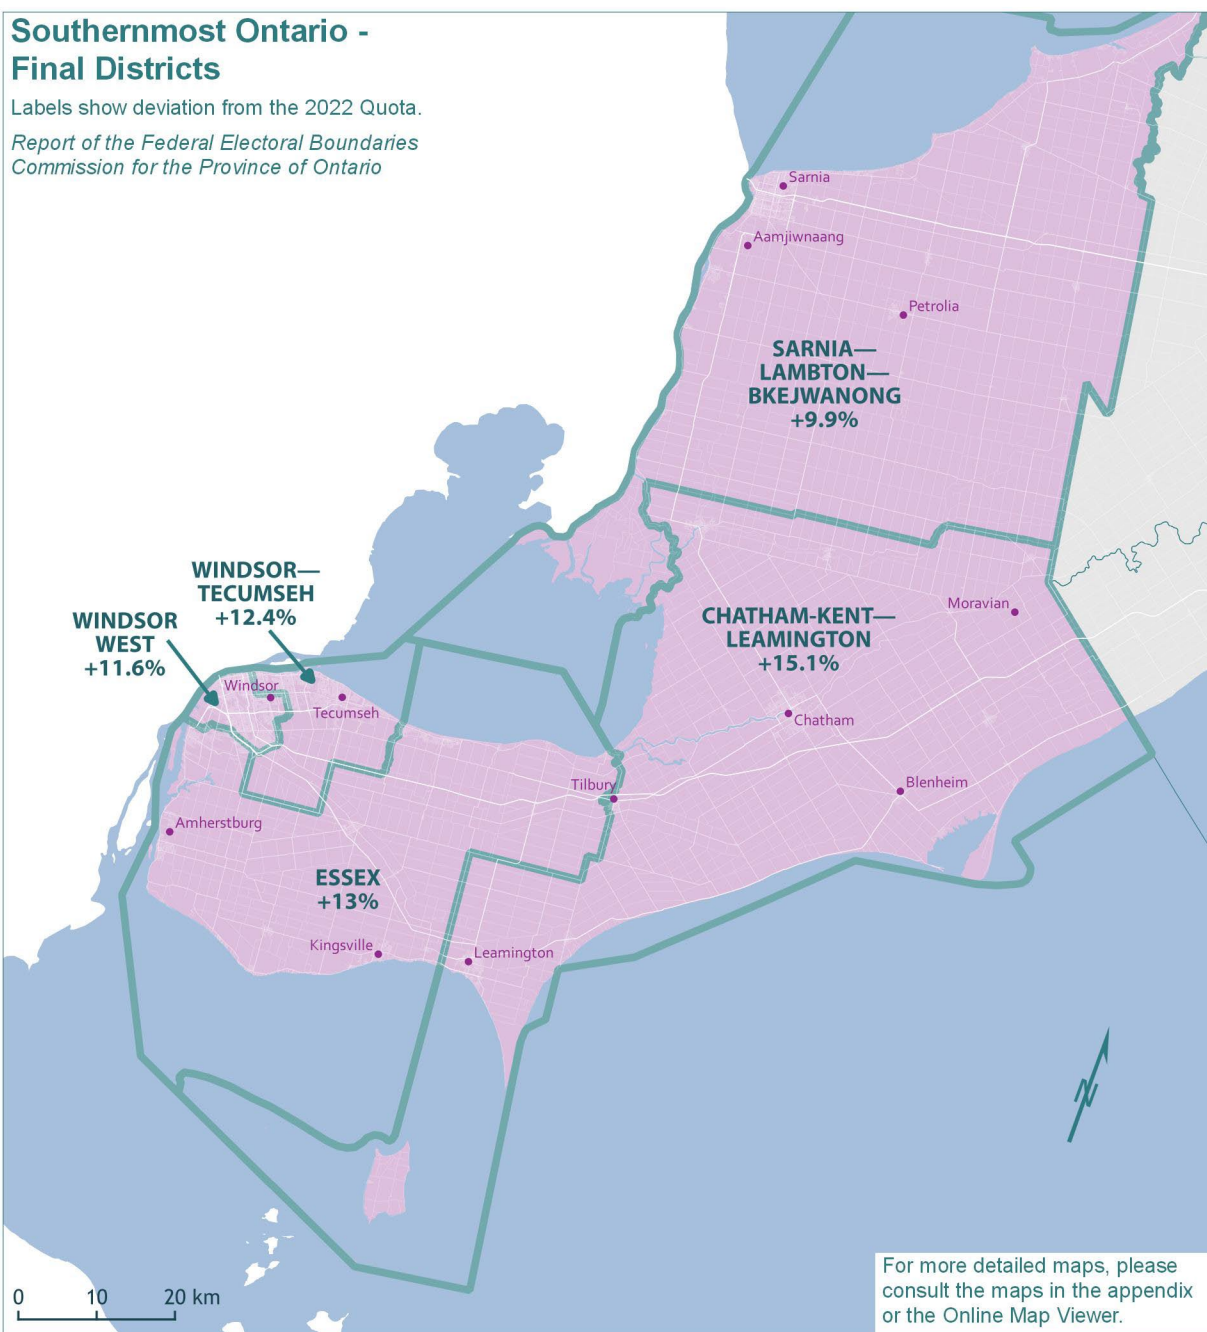 Southernmost Ontario -
Final Districts
Labels show deviation from the 2022 Quota.
Report of the Federal Electoral Boundaries
Commission for the Province of Ontario
Sarnia
Aamjiwnaang
Petrolia
SARNIA—
LAMBTON—
BKEJWANONG
+9.9%
WINDSOR—
TECUMSEH
+12.4%
WINDSOR
WEST
+11.6%
Moravian
CHATHAM-KENT—
LEAMINGTON
+15.1%
Windsor
Tecumseh
Chatham
Tilbury
Blenheim
Amherstburg
ESSEX
+13%
Kingsville
Leamington
N
0 10 20 km
For more detailed maps, please
consult the maps in the appendix
or the Online Map Viewer.